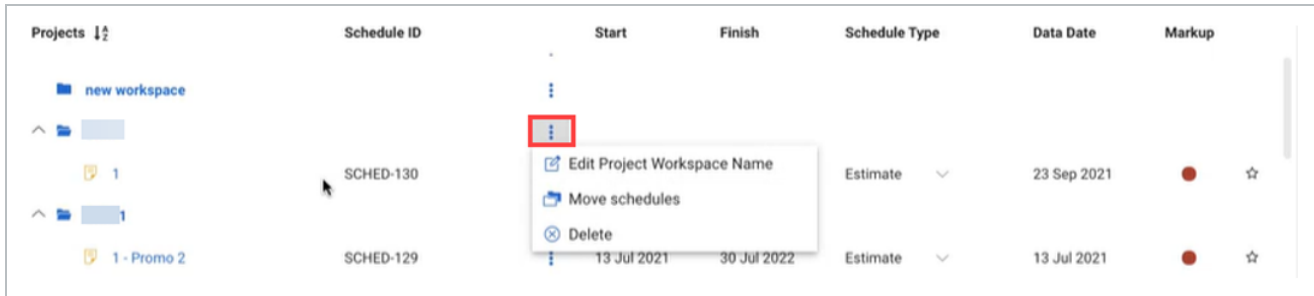 Projects Schedule ID Start Finish Schedule Type Data Date Markup
new workspace
Edit Project Workspace Name
1 SCHED-130 Estimate 23 Sep 2021
Move schedules
1
Delete
1 - Promo 2 SCHED-129 13 Jul 2021 30 Jul 2022 Estimate 13 Jul 2021